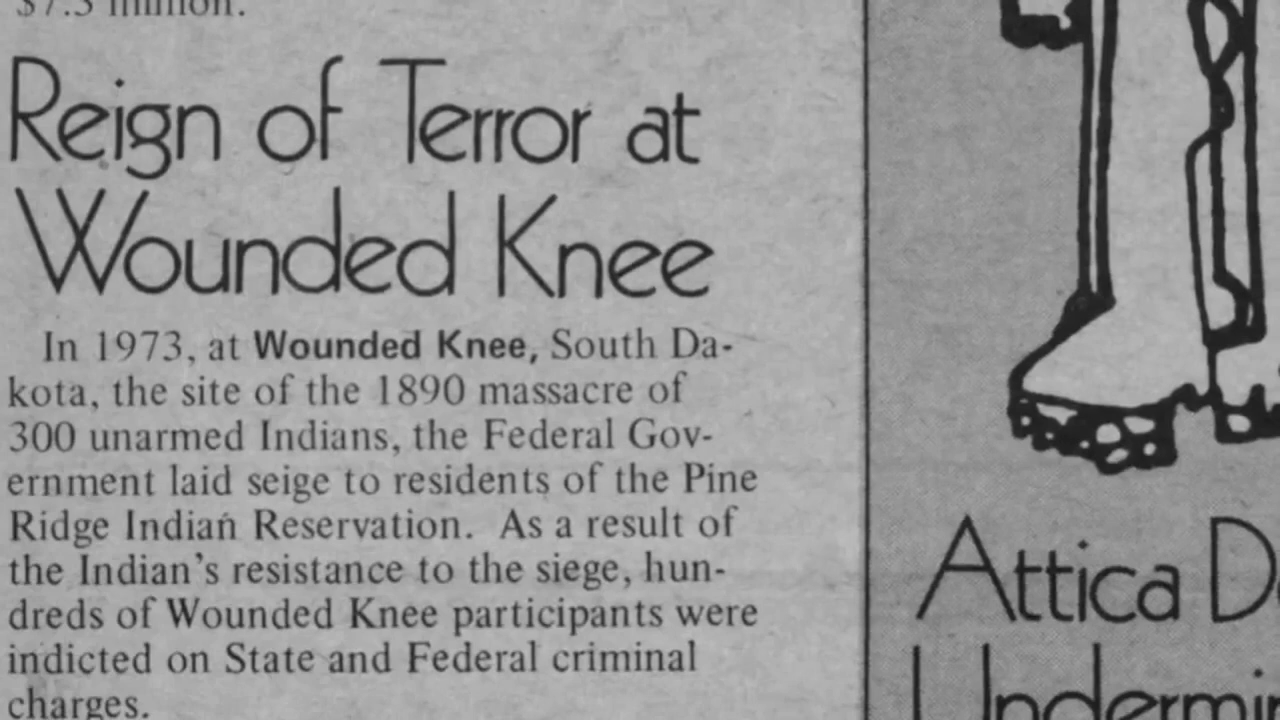 $7.5 million.
Reign of Terror at
Wounded Knee
In 1973, at Wounded Knee, South Da-
kota, the site of the 1890 massacre of
300 unarmed Indians, the Federal Gov-
ernment laid seige to residents of the Pine
Ridge Indian Reservation. As a result of
the Indian's resistance to the siege, hun-
dreds of Wounded Knee participants were
indicted on State and Federal criminal
charges.
Attica